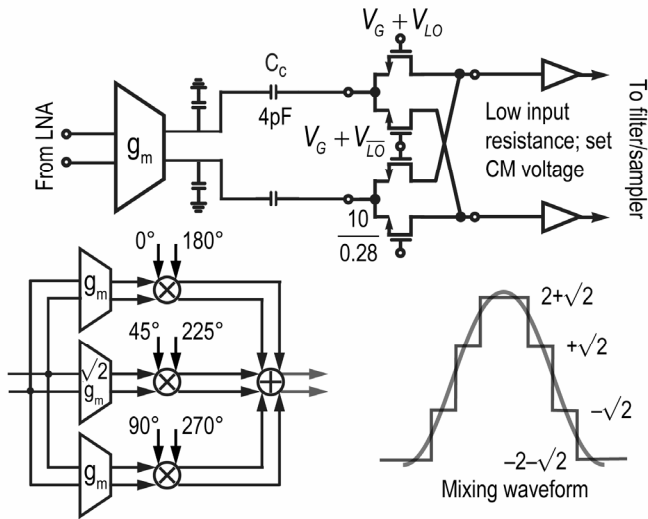 V_G + V_LO
C_c
4pF
From LNA
g_m
V_G + V_L̅O̅
Low input
resistance; set
CM voltage
To filter/sampler
10
0.28
0° 180°
g_m
45° 225°
√2
g_m
90° 270°
g_m
2+√2
+√2
−√2
−2−√2
Mixing waveform